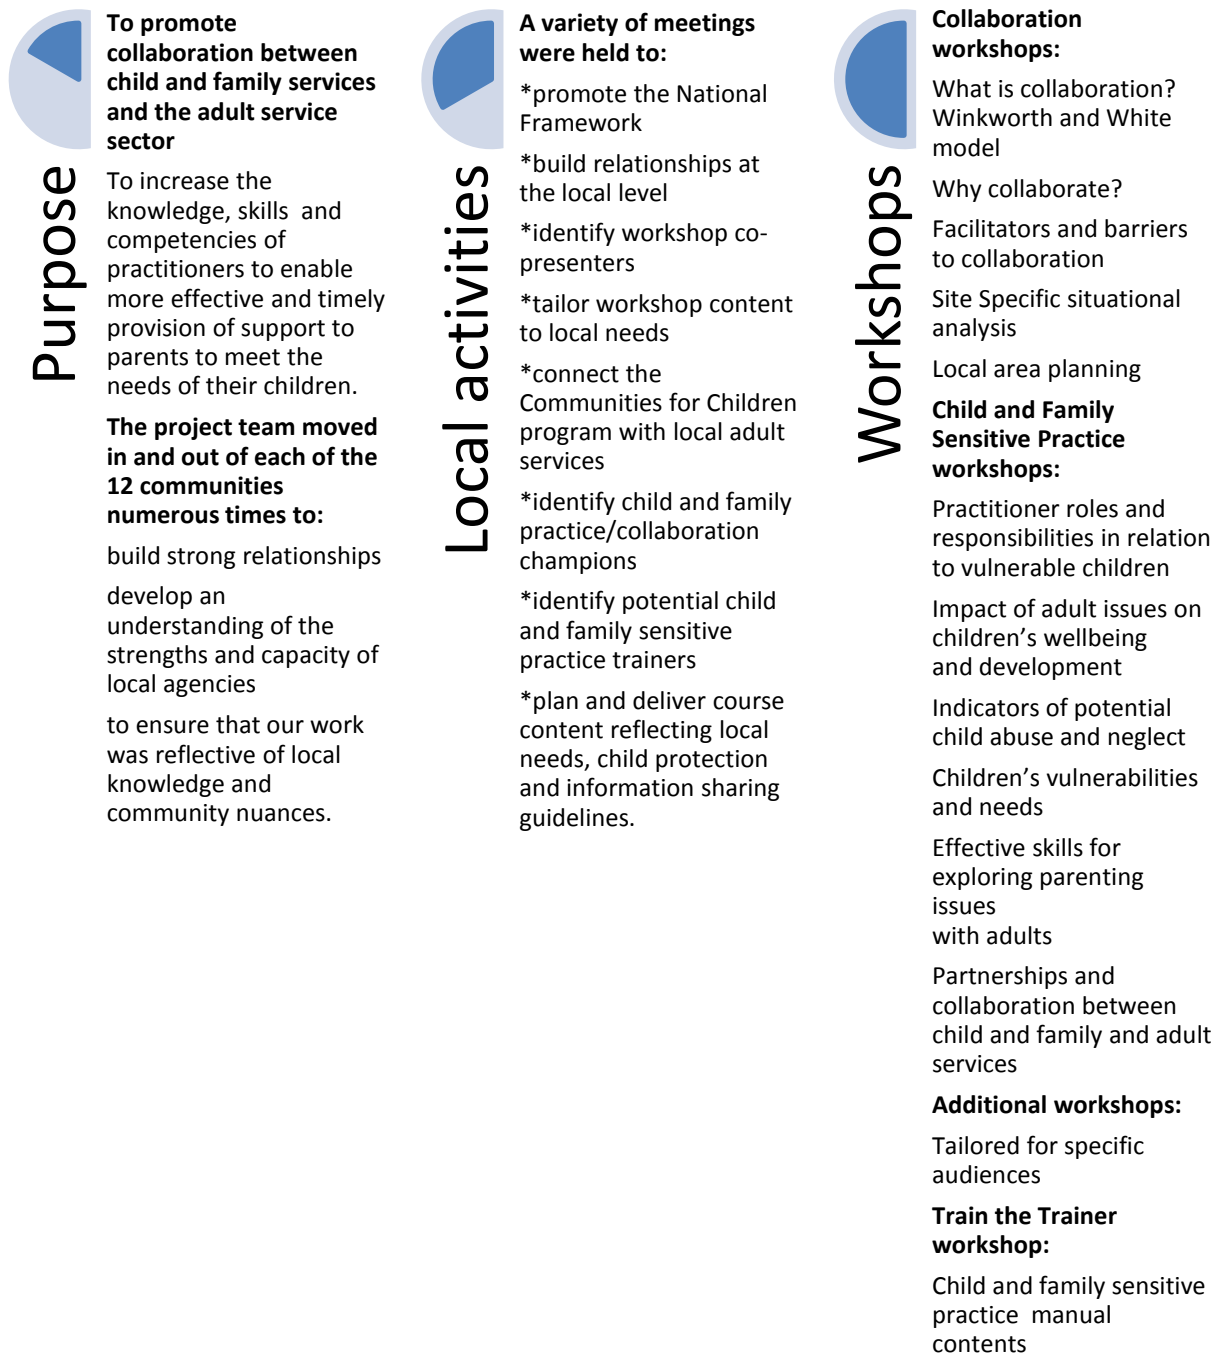 Purpose
To promote
collaboration between
child and family services
and the adult service
sector
To increase the
knowledge, skills and
competencies of
practitioners to enable
more effective and timely
provision of support to
parents to meet the
needs of their children.
The project team moved
in and out of each of the
12 communities
numerous times to:
build strong relationships
develop an
understanding of the
strengths and capacity of
local agencies
to ensure that our work
was reflective of local
knowledge and
community nuances.
Local activities
A variety of meetings
were held to:
*promote the National
Framework
*build relationships at
the local level
*identify workshop co-
presenters
*tailor workshop content
to local needs
*connect the
Communities for Children
program with local adult
services
*identify child and family
practice/collaboration
champions
*identify potential child
and family sensitive
practice trainers
*plan and deliver course
content reflecting local
needs, child protection
and information sharing
guidelines.
Workshops
Collaboration
workshops:
What is collaboration?
Winkworth and White
model
Why collaborate?
Facilitators and barriers
to collaboration
Site Specific situational
analysis
Local area planning
Child and Family
Sensitive Practice
workshops:
Practitioner roles and
responsibilities in relation
to vulnerable children
Impact of adult issues on
children’s wellbeing
and development
Indicators of potential
child abuse and neglect
Children’s vulnerabilities
and needs
Effective skills for
exploring parenting
issues
with adults
Partnerships and
collaboration between
child and family and adult
services
Additional workshops:
Tailored for specific
audiences
Train the Trainer
workshop:
Child and family sensitive
practice manual
contents